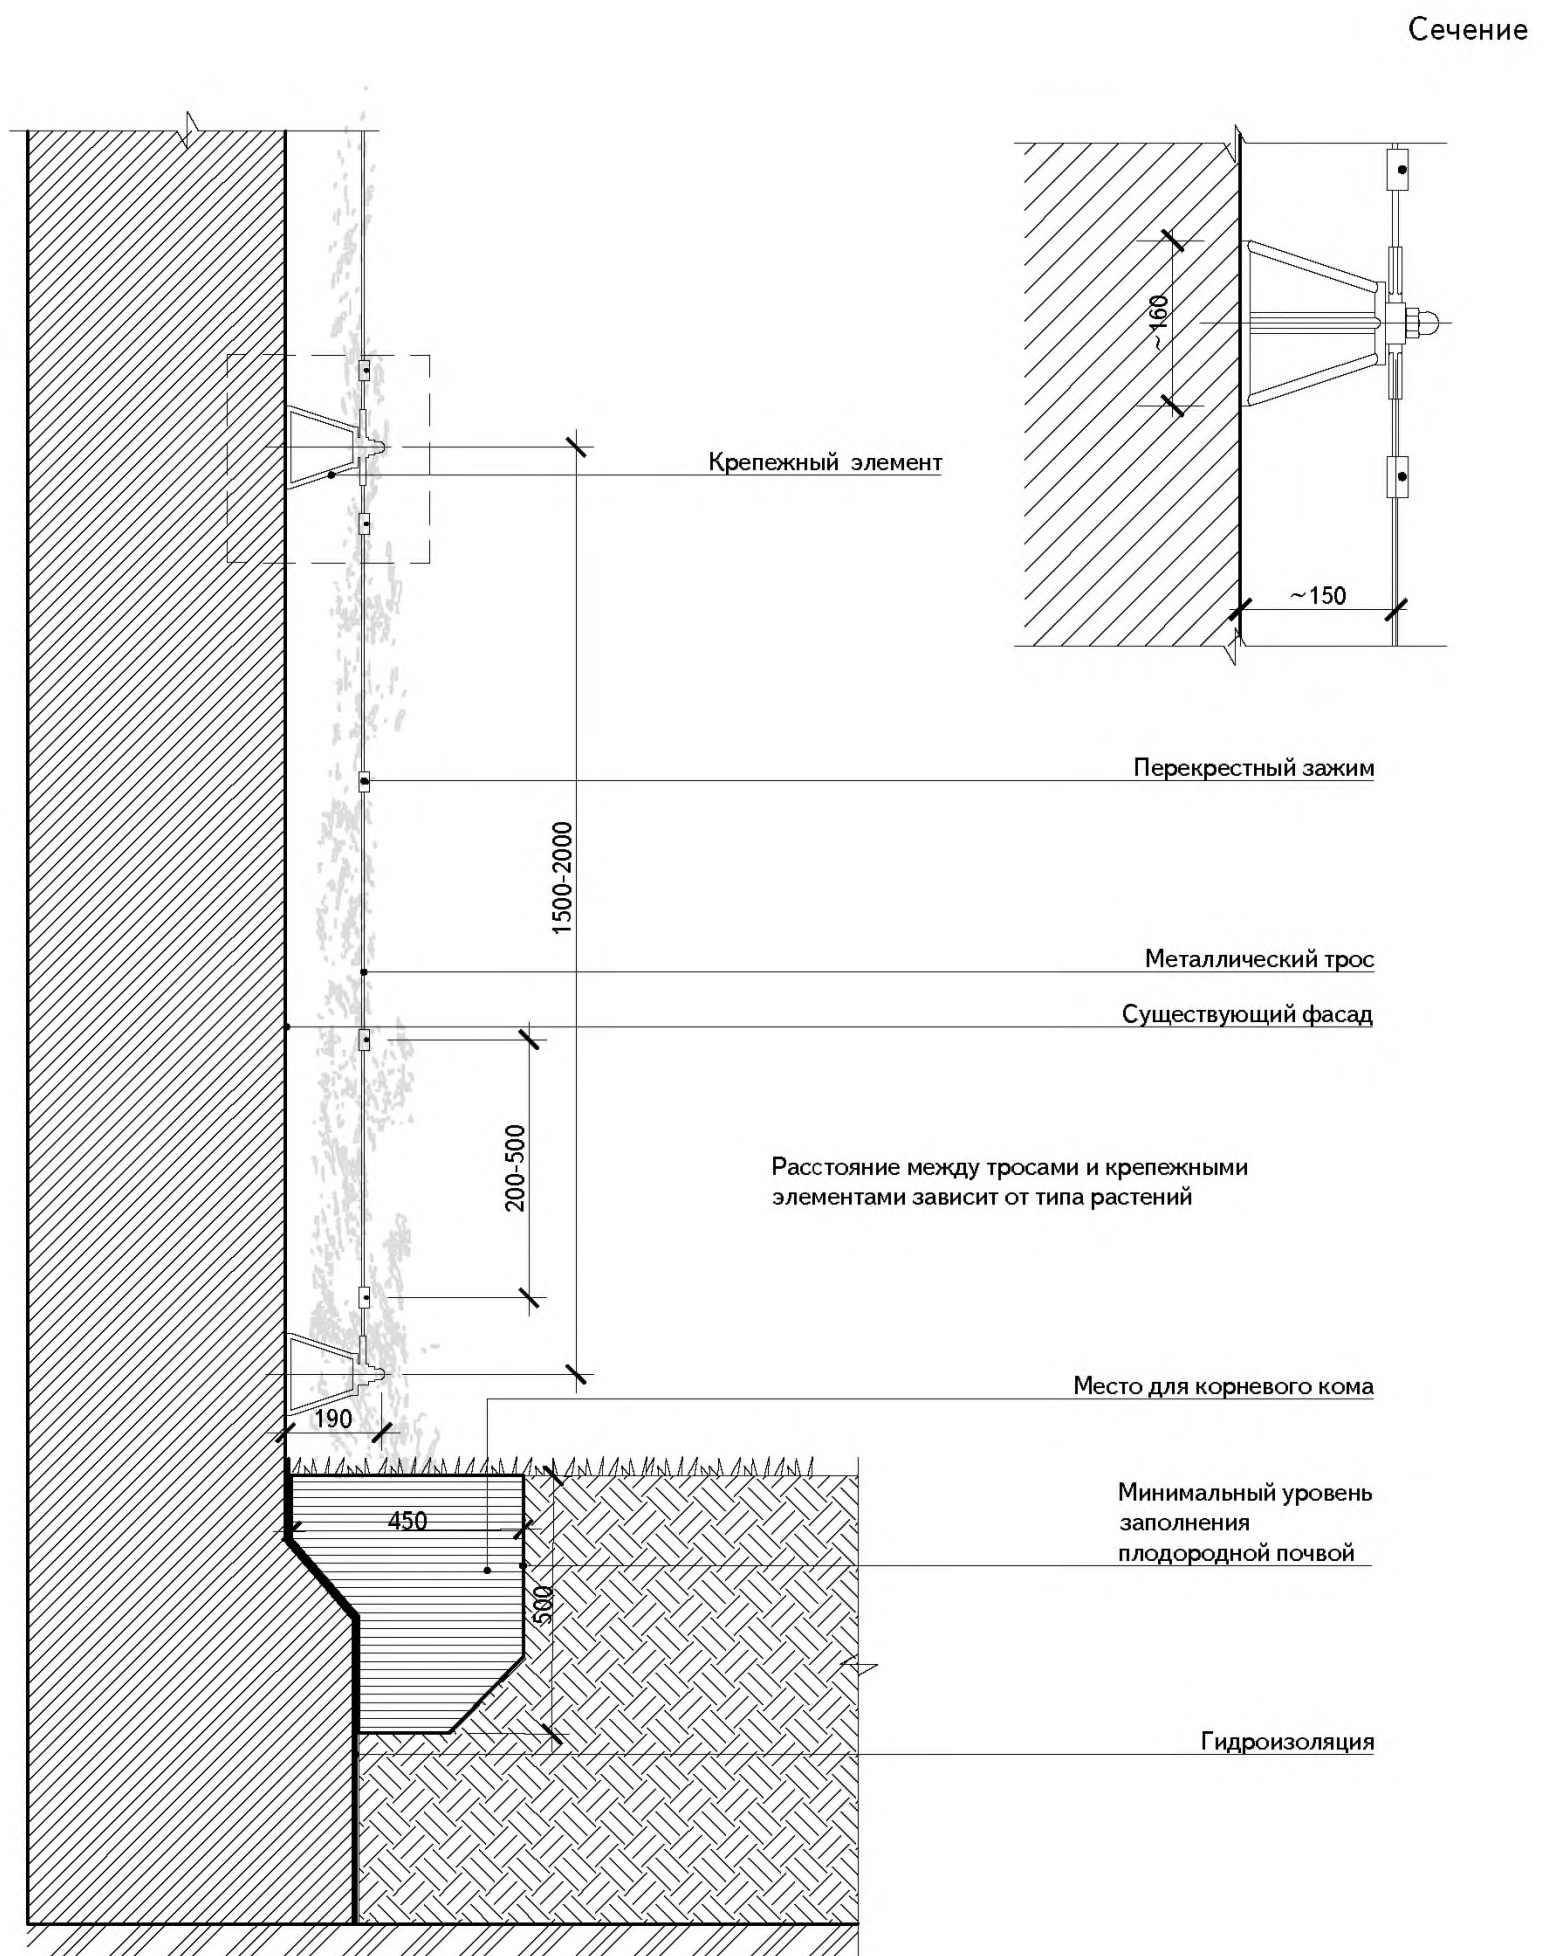 Сечение
~160
Крепежный элемент
~150
Перекрестный зажим
1500-2000
Металлический трос
Существующий фасад
200-500
Расстояние между тросами и крепежными
элементами зависит от типа растений
Место для корневого кома
190
Минимальный уровень
заполнения
плодородной почвой
450
500
Гидроизоляция